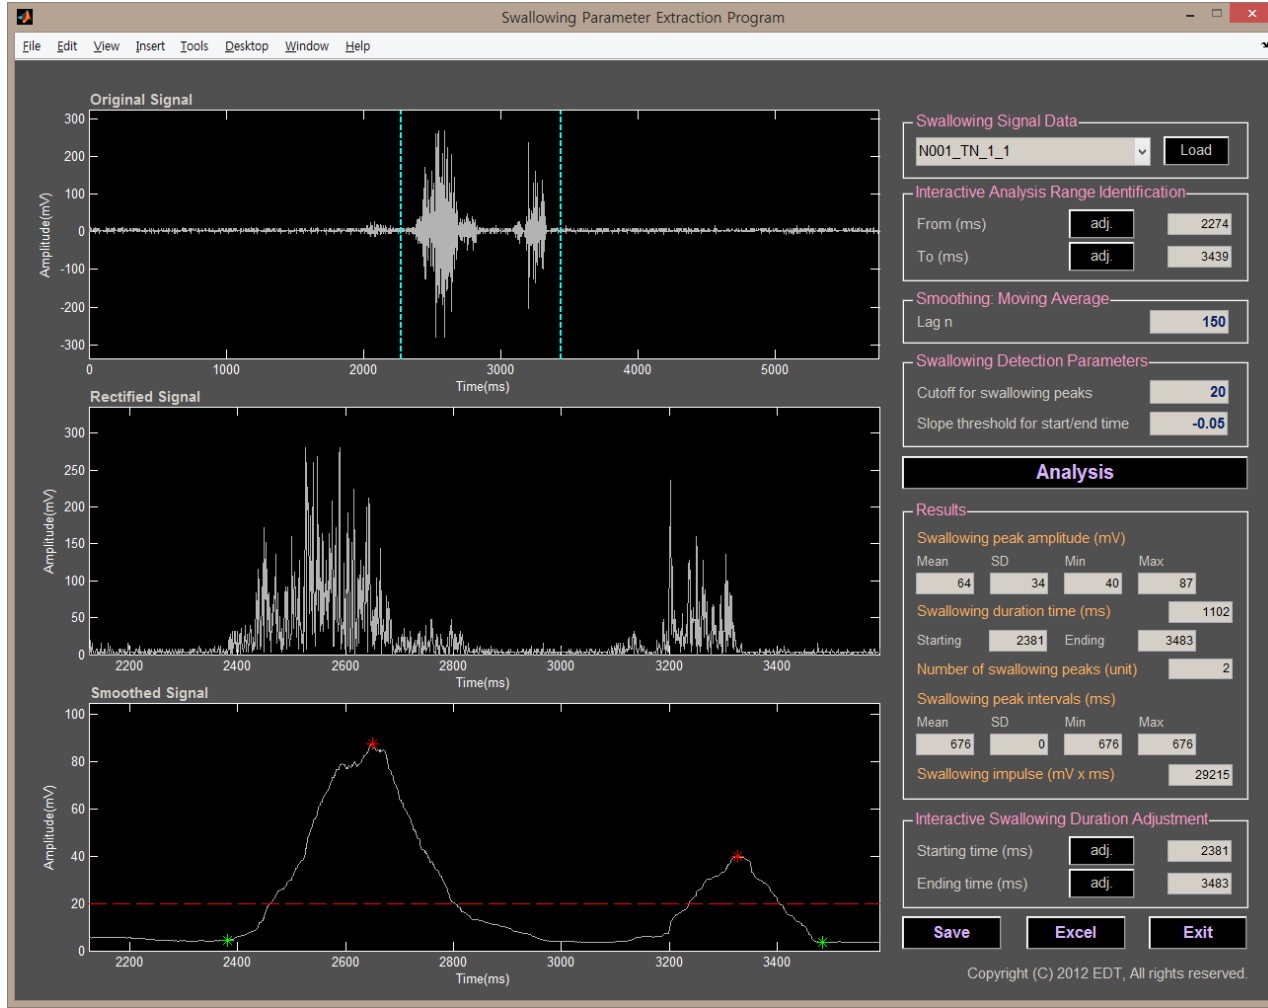 Swallowing Parameter Extraction Program
File Edit View Insert Tools Desktop Window Help
Original Signal
300
200
100
0
-100
-200
-300
Amplitude(mV)
0 1000 2000 3000 4000 5000
Time(ms)
Rectified Signal
300
250
200
150
100
50
0
Amplitude(mV)
2200 2400 2600 2800 3000 3200 3400
Time(ms)
Smoothed Signal
100
80
60
40
20
0
Amplitude(mV)
2200 2400 2600 2800 3000 3200 3400
Time(ms)
Swallowing Signal Data
N001_TN_1_1 Load
Interactive Analysis Range Identification
From (ms) adj. 2274
To (ms) adj. 3439
Smoothing: Moving Average
Lag n 150
Swallowing Detection Parameters
Cutoff for swallowing peaks 20
Slope threshold for start/end time -0.05
Analysis
Results
Swallowing peak amplitude (mV)
Mean SD Min Max
64 34 40 87
Swallowing duration time (ms) 1102
Starting 2381 Ending 3483
Number of swallowing peaks (unit) 2
Swallowing peak intervals (ms)
Mean SD Min Max
676 0 676 676
Swallowing impulse (mV x ms) 29215
Interactive Swallowing Duration Adjustment
Starting time (ms) adj. 2381
Ending time (ms) adj. 3483
Save Excel Exit
Copyright (C) 2012 EDT, All rights reserved.